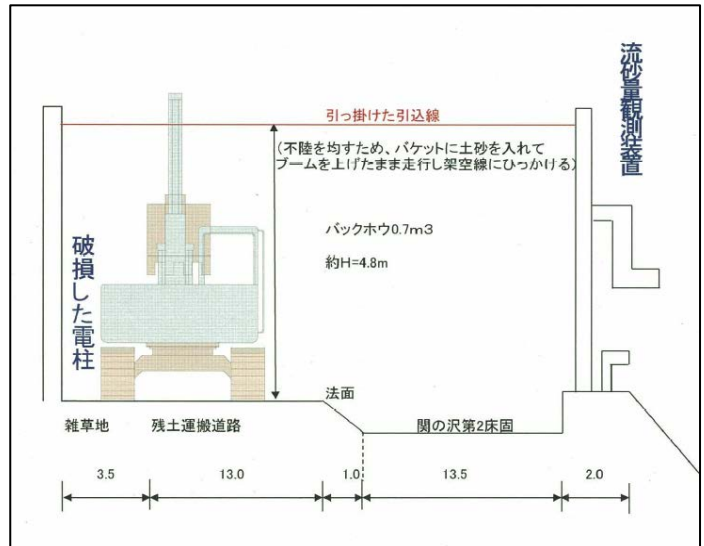 流砂量観測装置
引っ掛けた引込線
(不陸を均すため、バケットに土砂を入れて
ブームを上げたまま走行し架空線にひっかける)
バックホウ0.7m3
約H=4.8m
破損した電柱
法面
雑草地
残土運搬道路
関の沢第2床固
3.5
13.0
1.0
13.5
2.0